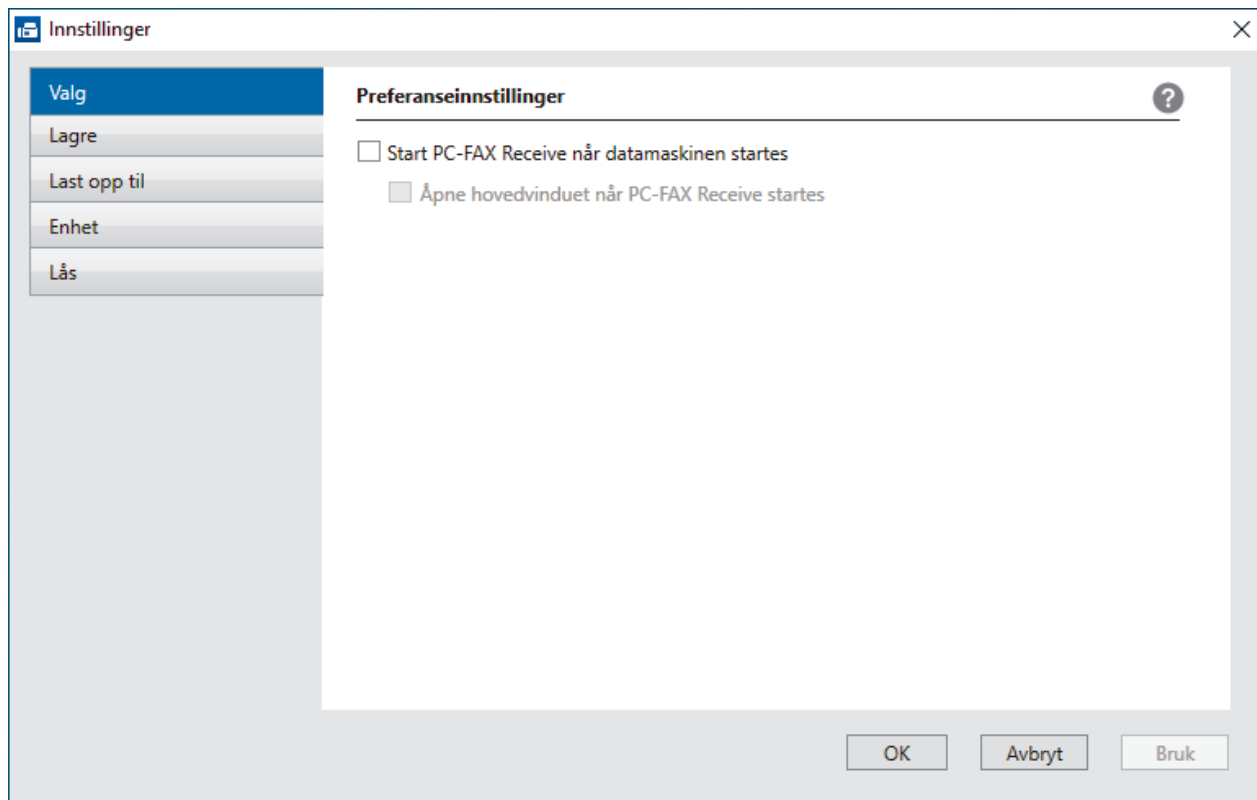 Innstillinger
Valg
Lagre
Last opp til
Enhet
Lås
Preferanseinnstillinger
?
Start PC-FAX Receive når datamaskinen startes
Åpne hovedvinduet når PC-FAX Receive startes
OK
Avbryt
Bruk